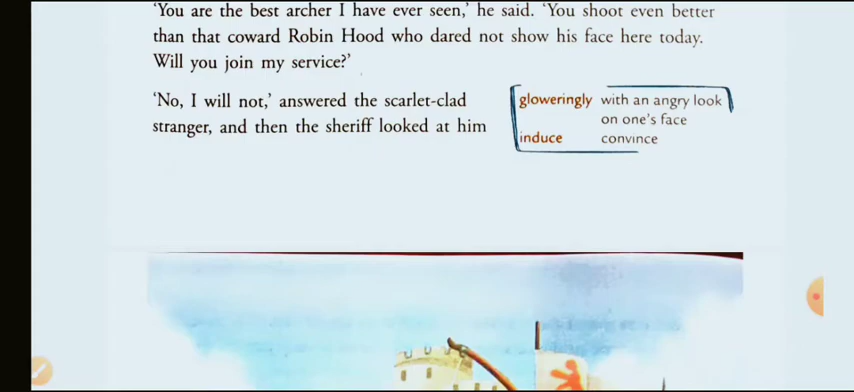 ‘You are the best archer I have ever seen,’ he said. ‘You shoot even better
than that coward Robin Hood who dared not show his face here today.
Will you join my service?’
‘No, I will not,’ answered the scarlet-clad
stranger, and then the sheriff looked at him
gloweringly with an angry look
on one’s face
induce convince